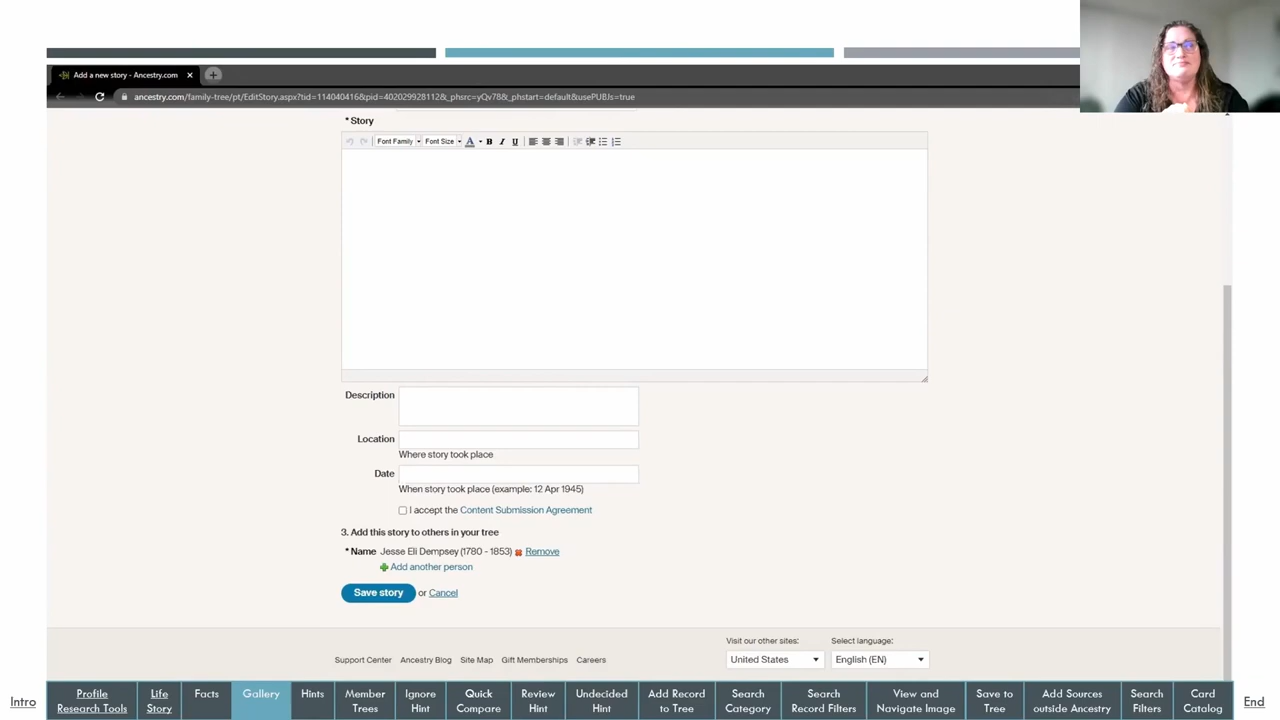 Add a new story - Ancestry.com
ancestry.com/family-tree/pt/EditStory.aspx?tid=114040416&pid=402029928112&_phsrc=yQv78&_phstart=default&usePUBJs=true
* Story
Font Family Font Size A B I U
Description
Location
Where story took place
Date
When story took place (example: 12 Apr 1945)
I accept the Content Submission Agreement
3. Add this story to others in your tree
* Name Jesse Eli Dempsey (1780 - 1853) Remove
Add another person
Save story or Cancel
Visit our other sites: Select language:
Support Center Ancestry Blog Site Map Gift Memberships Careers United States English (EN)
Intro
Profile Research Tools
Life Story
Facts
Gallery
Hints
Member Trees
Ignore Hint
Quick Compare
Review Hint
Undecided Hint
Add Record to Tree
Search Category
Search Record Filters
View and Navigate Image
Save to Tree
Add Sources outside Ancestry
Search Filters
Card Catalog
End